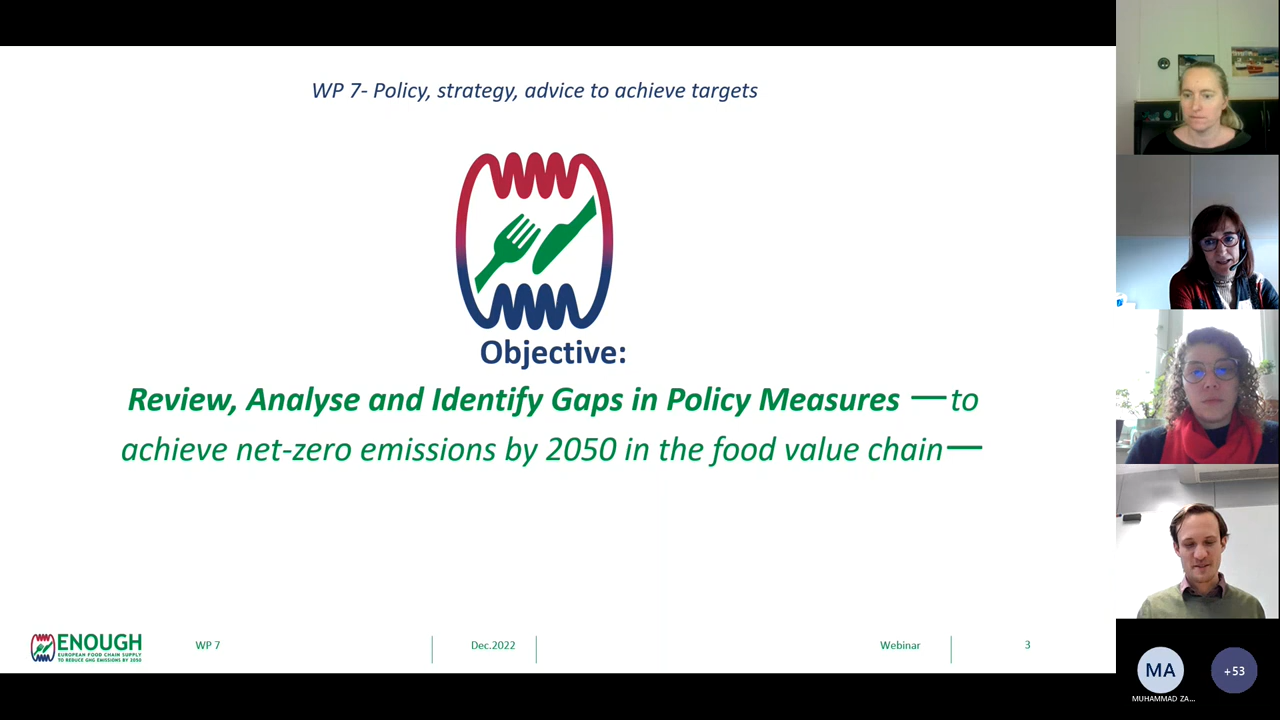 WP 7- Policy, strategy, advice to achieve targets
Objective:
Review, Analyse and Identify Gaps in Policy Measures —to
achieve net-zero emissions by 2050 in the food value chain—
ENOUGH
EUROPEAN FOOD CHAIN SUPPLY
TO REDUCE GHG EMISSIONS BY 2050
WP 7
Dec.2022
Webinar
3
MA
+53
MUHAMMAD ZA...